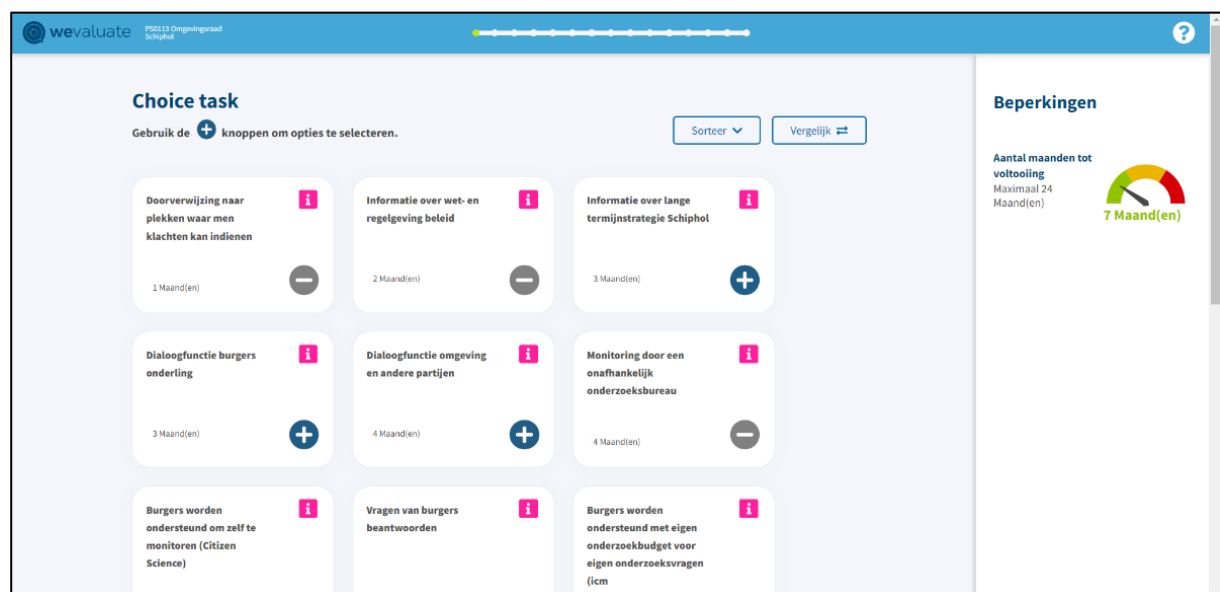 wevaluate
PS0113 Omgevingsraad
Schiphol
?
Choice task
Gebruik de + knoppen om opties te selecteren.
Sorteer
Vergelijk
Doorverwijzing naar
plekken waar men
klachten kan indienen
1 Maand(en)
Informatie over wet- en
regelgeving beleid
2 Maand(en)
Informatie over lange
termijnstrategie Schiphol
3 Maand(en)
Dialoogfunctie burgers
onderling
3 Maand(en)
Dialoogfunctie omgeving
en andere partijen
4 Maand(en)
Monitoring door een
onafhankelijk
onderzoeksbureau
4 Maand(en)
Burgers worden
ondersteund om zelf te
monitoren (Citizen
Science)
Vragen van burgers
beantwoorden
Burgers worden
ondersteund met eigen
onderzoekbudget voor
eigen onderzoeksvragen
(icm
Beperkingen
Aantal maanden tot
voltooiing
Maximaal 24
Maand(en)
7 Maand(en)